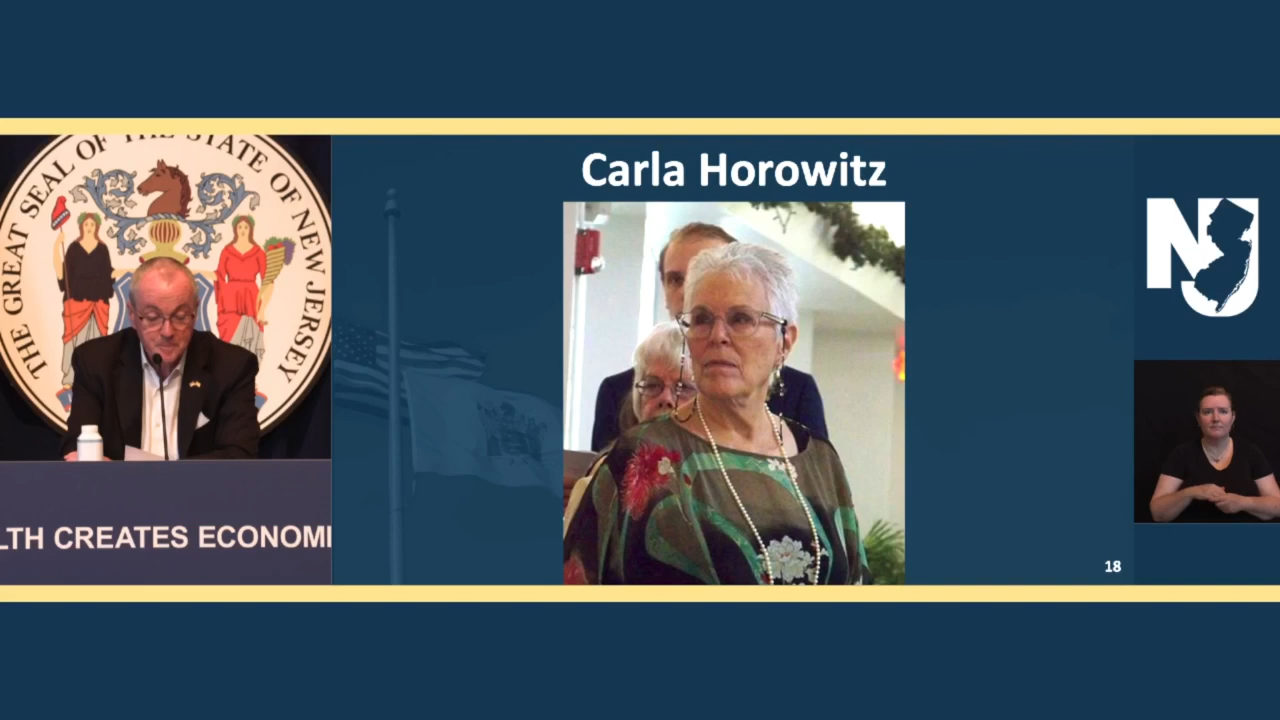 THE GREAT SEAL OF THE STATE OF NEW JERSEY
LTH CREATES ECONOMI
Carla Horowitz
NJ
18